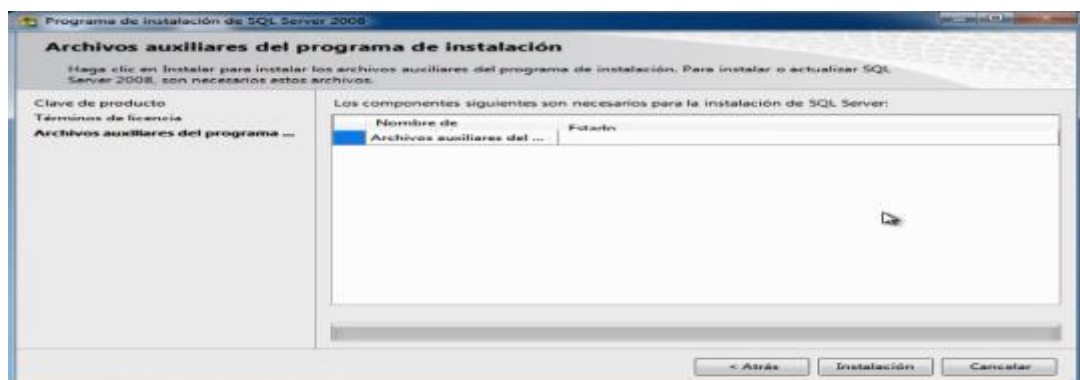 Programa de instalación de SQL Server 2008
Archivos auxiliares del programa de instalación
Haga clic en Instalar para instalar los archivos auxiliares del programa de instalación. Para instalar o actualizar SQL
Server 2008, son necesarios estos archivos.
Clave de producto
Términos de licencia
Archivos auxiliares del programa ...
Los componentes siguientes son necesarios para la instalación de SQL Server:
Nombre de
Estado
Archivos auxiliares del ...
< Atrás
Instalación
Cancelar